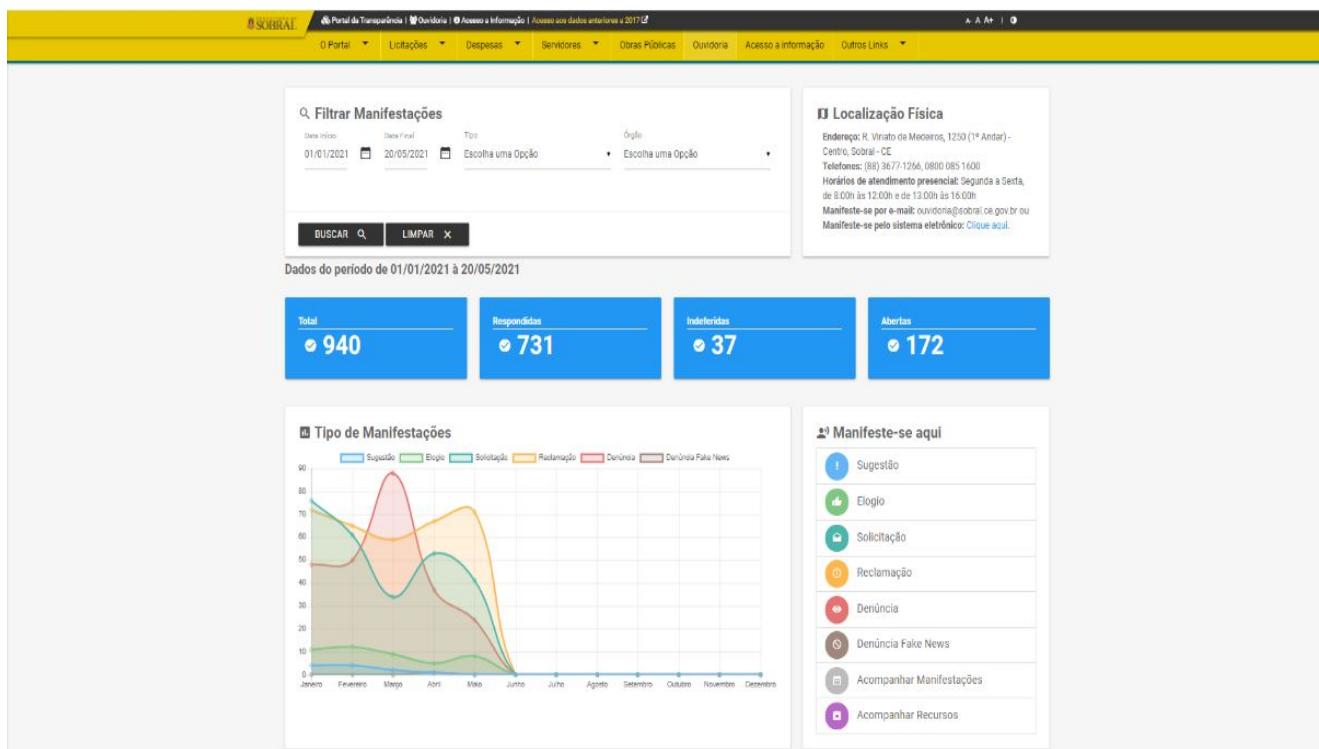 SOBRAL
Portal da Transparência | Ouvidoria | Acesso a Informação | Acesso aos dados anteriores a 2017
A- A A+ |
O Portal Licitações Despesas Servidores Obras Públicas Ouvidoria Acesso a informação Outros Links
Filtrar Manifestações
Data Início Data Final Tipo Órgão
01/01/2021 20/05/2021 Escolha uma Opção Escolha uma Opção
BUSCAR LIMPAR
Localização Física
Endereço: R. Viriato de Medeiros, 1250 (1º Andar) -
Centro, Sobral - CE
Telefones: (88) 3677-1266, 0800 085 1600
Horários de atendimento presencial: Segunda a Sexta,
de 8:00h às 12:00h e de 13:00h às 16:00h
Manifeste-se por e-mail: ouvidoria@sobral.ce.gov.br ou
Manifeste-se pelo sistema eletrônico: Clique aqui.
Dados do período de 01/01/2021 à 20/05/2021
Total
940
Respondidas
731
Indeferidas
37
Abertas
172
Tipo de Manifestações
Sugestão Elogio Solicitação Reclamação Denúncia Denúncia Fake News
90
80
70
60
50
40
30
20
10
0
Janeiro Fevereiro Março Abril Maio Junho Julho Agosto Setembro Outubro Novembro Dezembro
Manifeste-se aqui
Sugestão
Elogio
Solicitação
Reclamação
Denúncia
Denúncia Fake News
Acompanhar Manifestações
Acompanhar Recursos